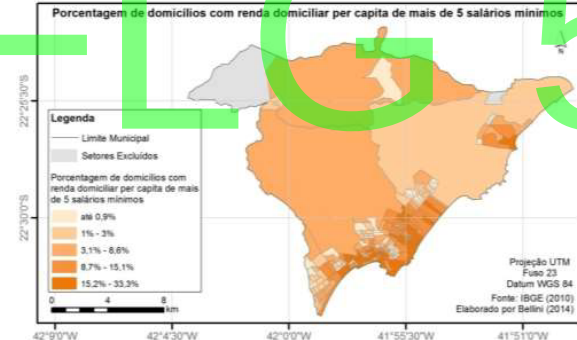 Porcentagem de domicílios com renda domiciliar per capita de mais de 5 salários mínimos
N
22°25'30"S
22°30'0"S
Legenda
Limite Municipal
Setores Excluídos
Porcentagem de domicílios com
renda domiciliar per capita de mais
de 5 salários mínimos
até 0,9%
1% - 3%
3,1% - 8,6%
8,7% - 15,1%
15,2% - 33,3%
0 4 8
km
Projeção UTM
Fuso 23
Datum WGS 84
Fonte: IBGE (2010)
Elaborado por Bellini (2014)
42°9'0"W 42°4'30"W 42°0'0"W 41°55'30"W 41°51'0"W